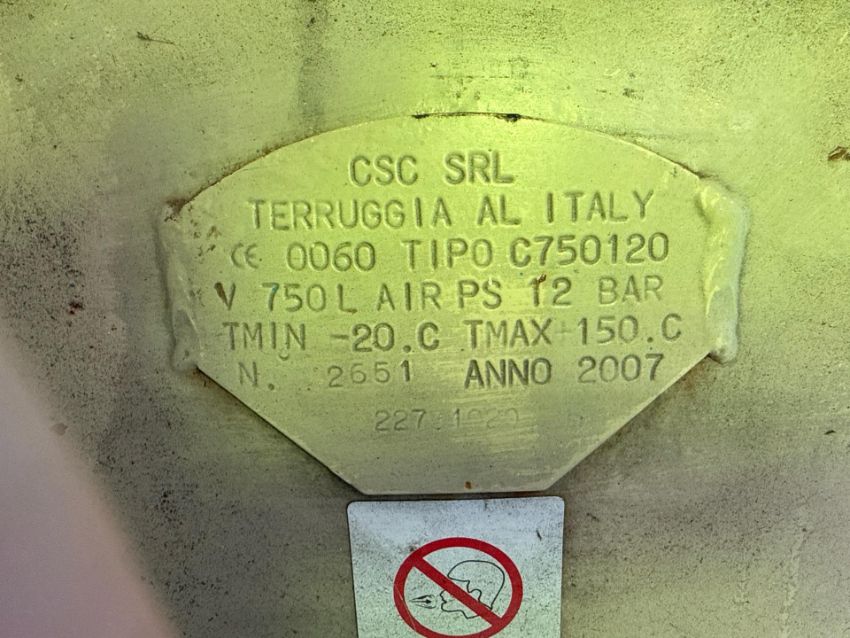 CSC SRL
TERRUGGIA AL ITALY
CE 0060 TIPO C750120
V 750L AIR PS 12 BAR
TMIN -20.C TMAX+150.C
N. 2651 ANNO 2007